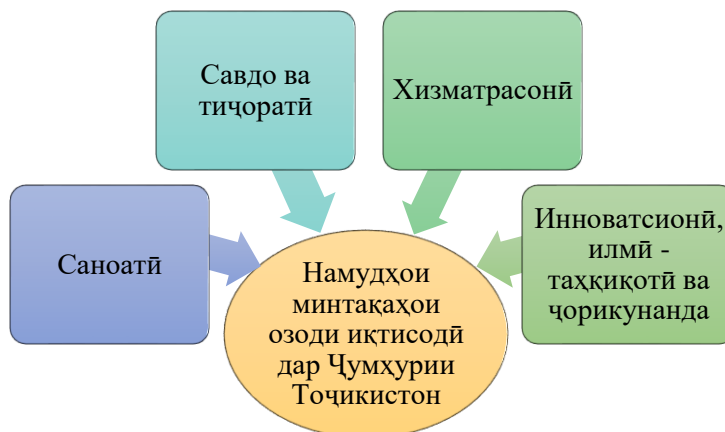 Савдо ва
тиҷоратӣ
Хизматрасонӣ
Саноатӣ
Инноватсионӣ,
илмӣ -
таҳқиқотӣ ва
ҷорикунанда
Намудҳои
минтақаҳои
озоди иқтисодӣ
дар Ҷумҳурии
Тоҷикистон